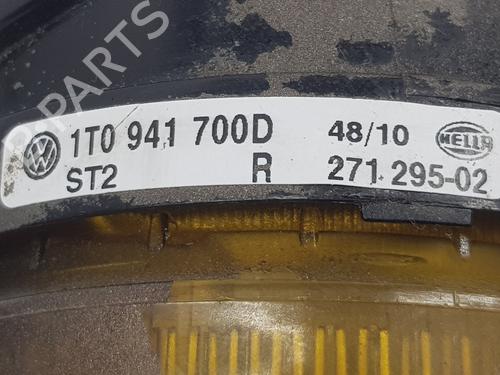 PARTS
1T0 941 700D 48/10 HELLA
ST2 R 271 295-02